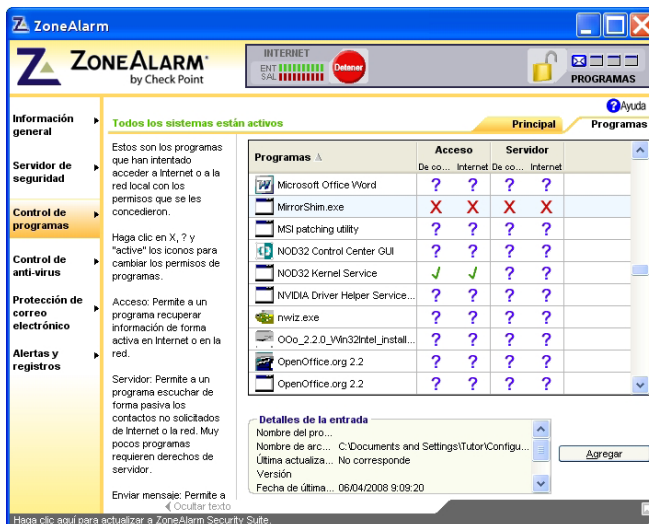 ZoneAlarm
ZONEALARM
by Check Point
INTERNET
ENT
SAL
Detener
PROGRAMAS
Ayuda
Información general
Servidor de seguridad
Control de programas
Control de anti-virus
Protección de correo electrónico
Alertas y registros
Todos los sistemas están activos
Principal
Programas
Estos son los programas
que han intentado
acceder a Internet o a la
red local con los
permisos que se les
concedieron.
Haga clic en X, ? y
"active" los iconos para
cambiar los permisos de
programas.
Acceso: Permite a un
programa recuperar
información de forma
activa en Internet o en la
red.
Servidor: Permite a un
programa escuchar de
forma pasiva los
contactos no solicitados
de Internet o la red. Muy
pocos programas
requieren derechos de
servidor.
Enviar mensaje: Permite a
Ocultar texto
Programas
Acceso
Servidor
De co... Internet De co... Internet
Microsoft Office Word ? ? ? ?
MirrorShim.exe X X X X
MSI patching utility ? ? ? ?
NOD32 Control Center GUI ? ? ? ?
NOD32 Kernel Service √ √ ? ?
NVIDIA Driver Helper Service... ? ? ? ?
nwiz.exe ? ? ? ?
OOo_2.2.0_Win32Intel_install... ? ? ? ?
OpenOffice.org 2.2 ? ? ? ?
OpenOffice.org 2.2 ? ? ? ?
Detalles de la entrada
Nombre del pro...
Nombre de arc... C:\Documents and Settings\Tutor\Configu...
Última actualiza... No corresponde
Versión
Fecha de última... 06/04/2008 9:09:20
Agregar
Haga clic aquí para actualizar a ZoneAlarm Security Suite.